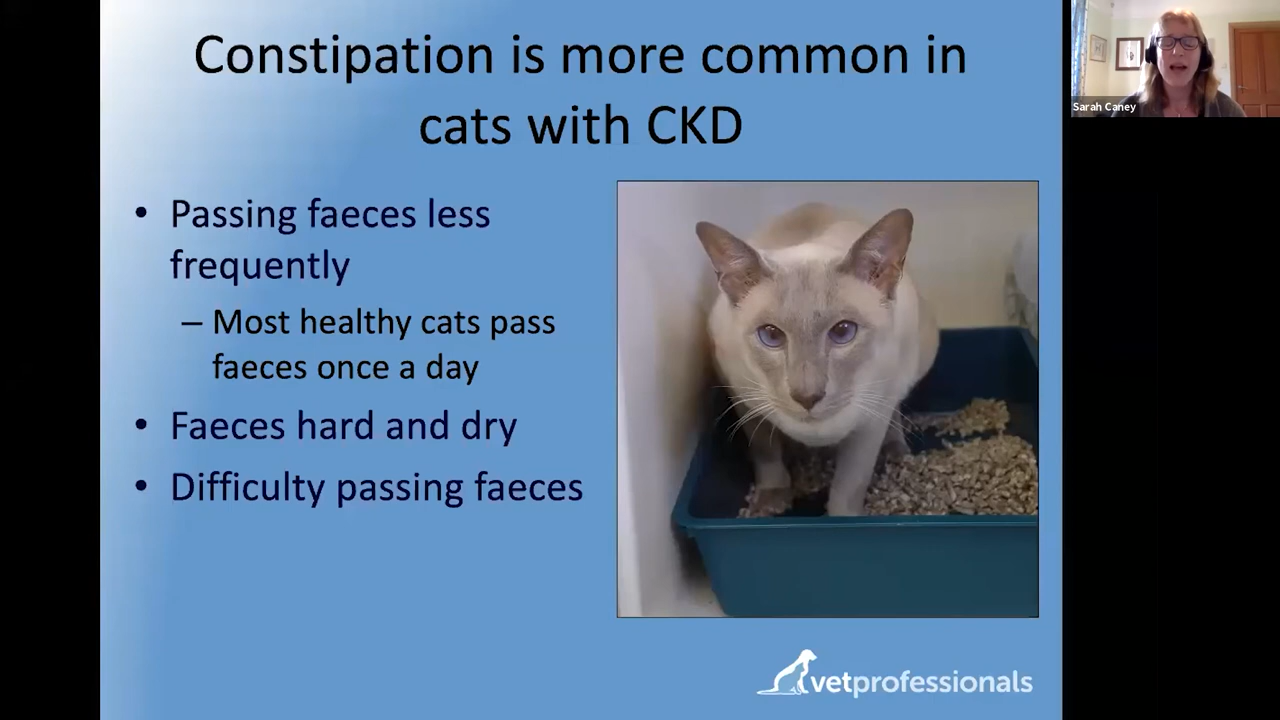 Constipation is more common in
cats with CKD
• Passing faeces less
frequently
– Most healthy cats pass
faeces once a day
• Faeces hard and dry
• Difficulty passing faeces
vetprofessionals
Sarah Caney